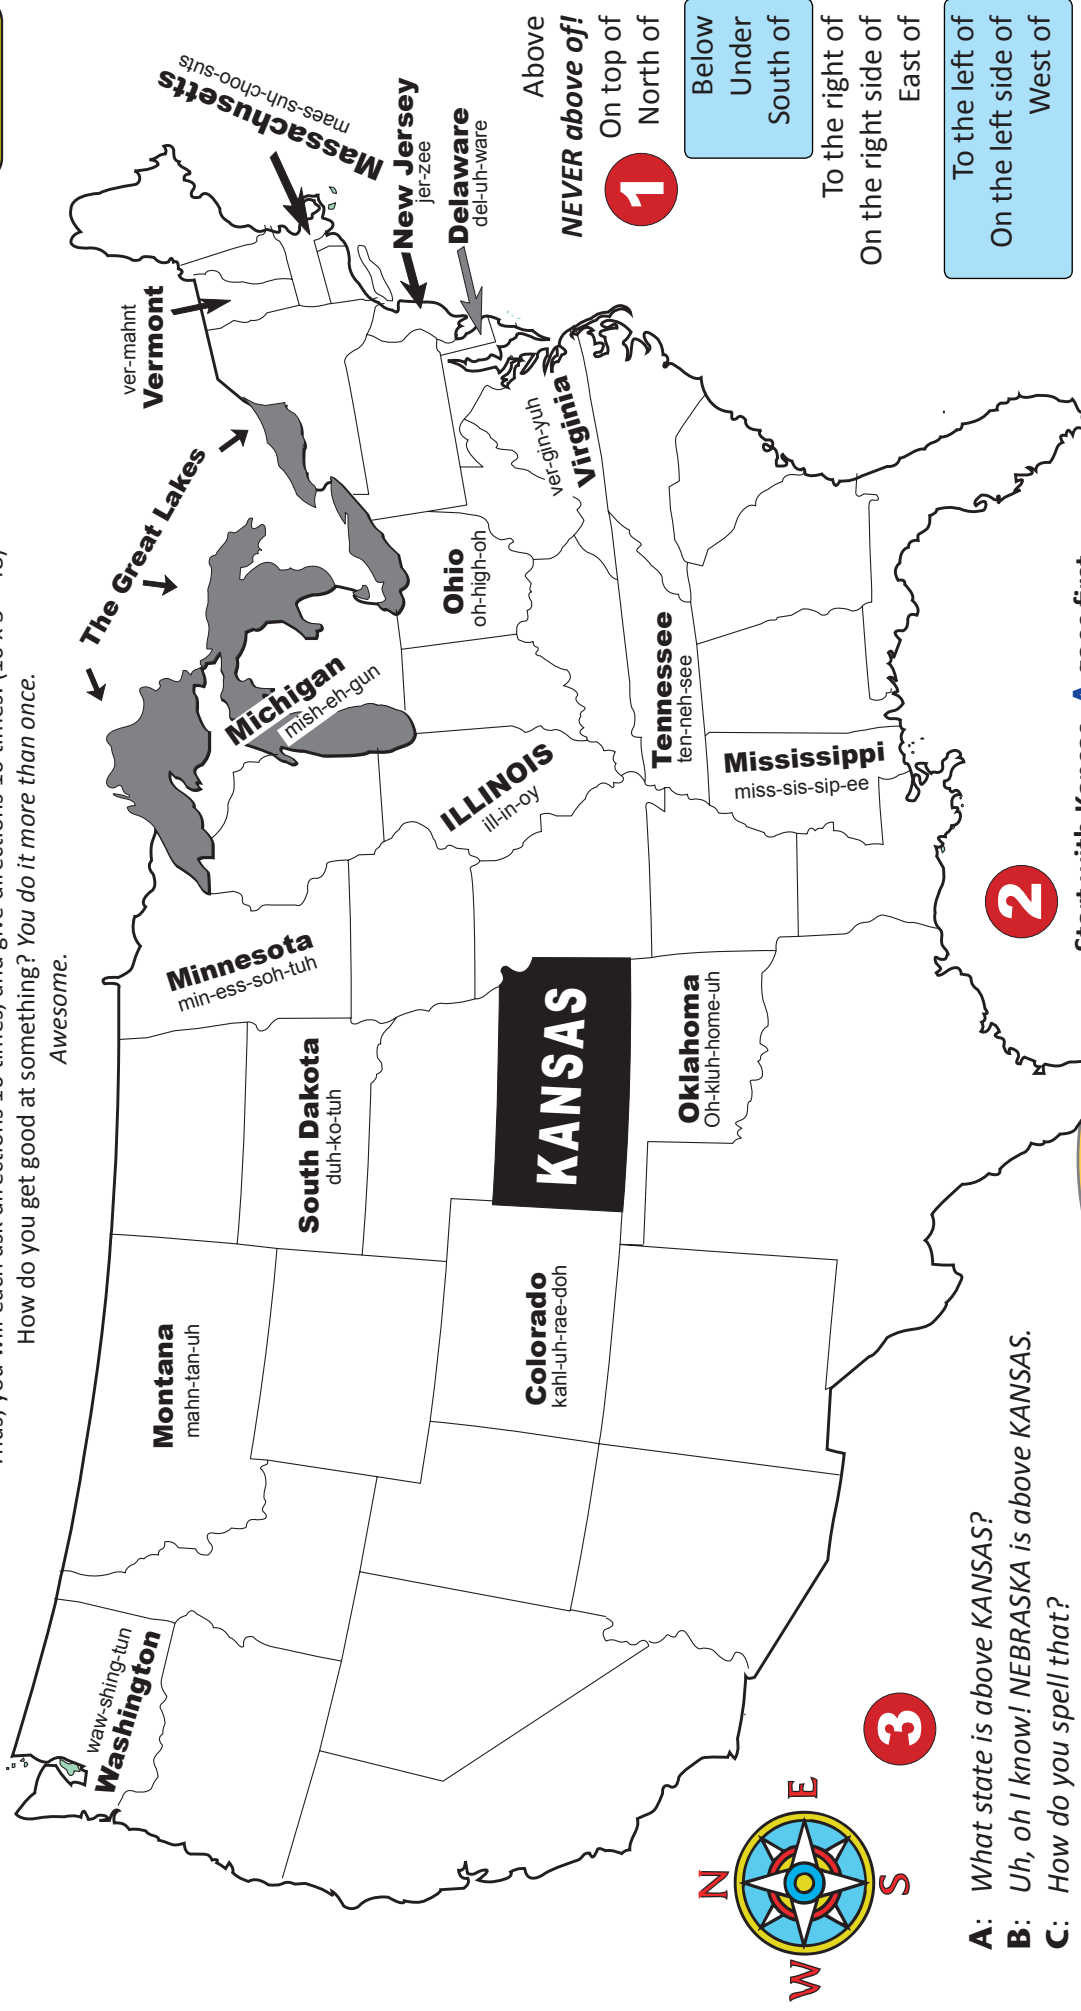 How do you get good at something? You do it more than once.
Awesome.
The Great Lakes
ver-mahnt
Vermont
Massachusetts
maes-suh-choo-suts
New Jersey
jer-zee
Delaware
del-uh-ware
waw-shing-tun
Washington
Montana
mahn-tan-uh
Minnesota
min-ess-soh-tuh
South Dakota
duh-ko-tuh
Michigan
mish-eh-gun
ILLINOIS
ill-in-oy
Ohio
oh-high-oh
ver-gin-yuh
Virginia
Colorado
kahl-uh-rae-doh
KANSAS
Oklahoma
Oh-kluh-home-uh
Tennessee
ten-neh-see
Mississippi
miss-sis-sip-ee
1
Above
NEVER above of!
On top of
North of
Below
Under
South of
To the right of
On the right side of
East of
To the left of
On the left side of
West of
N
W
E
S
3
A: What state is above KANSAS?
B: Uh, oh I know! NEBRASKA is above KANSAS.
C: How do you spell that?
2